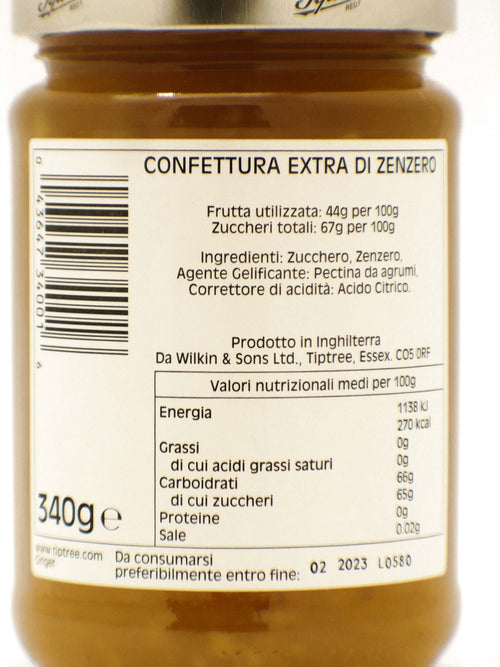 CONFETTURA EXTRA DI ZENZERO
Frutta utilizzata: 44g per 100g
Zuccheri totali: 67g per 100g
Ingredienti: Zucchero, Zenzero,
Agente Gelificante: Pectina da agrumi,
Correttore di acidità: Acido Citrico.
Prodotto in Inghilterra
Da Wilkin & Sons Ltd., Tiptree, Essex. CO5 0RF
Valori nutrizionali medi per 100g
Energia 1138 kJ
270 kcal
Grassi 0g
di cui acidi grassi saturi 0g
Carboidrati 66g
di cui zuccheri 65g
Proteine 0g
Sale 0.02g
0 43647 34001 6
340g e
www.tiptree.com
Ginger
Da consumarsi
preferibilmente entro fine: 02 2023 L0580